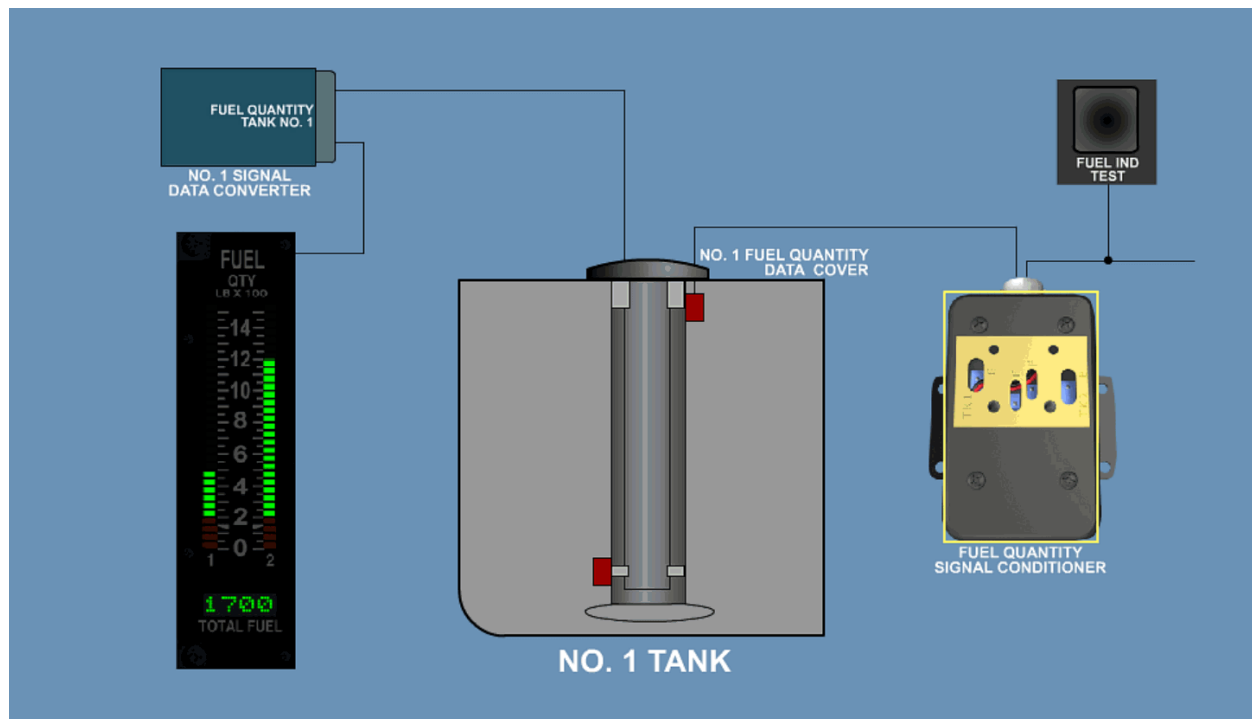 FUEL QUANTITY
TANK NO. 1
NO. 1 SIGNAL
DATA CONVERTER
FUEL IND
TEST
NO. 1 FUEL QUANTITY
DATA COVER
FUEL
QTY
LB X 100
14
12
10
8
6
4
2
0
1 2
1700
TOTAL FUEL
FUEL QUANTITY
SIGNAL CONDITIONER
NO. 1 TANK